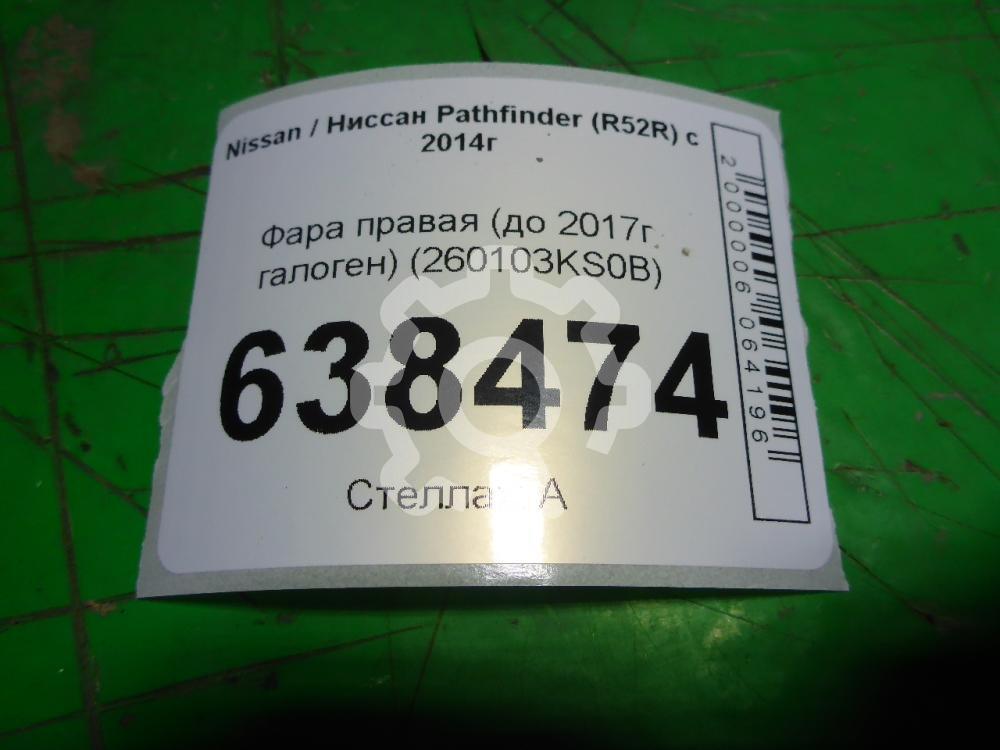 Nissan / Ниссан Pathfinder (R52R) с
2014г
Фара правая (до 2017г
галоген) (260103KS0B)
638474
А
2000006064196